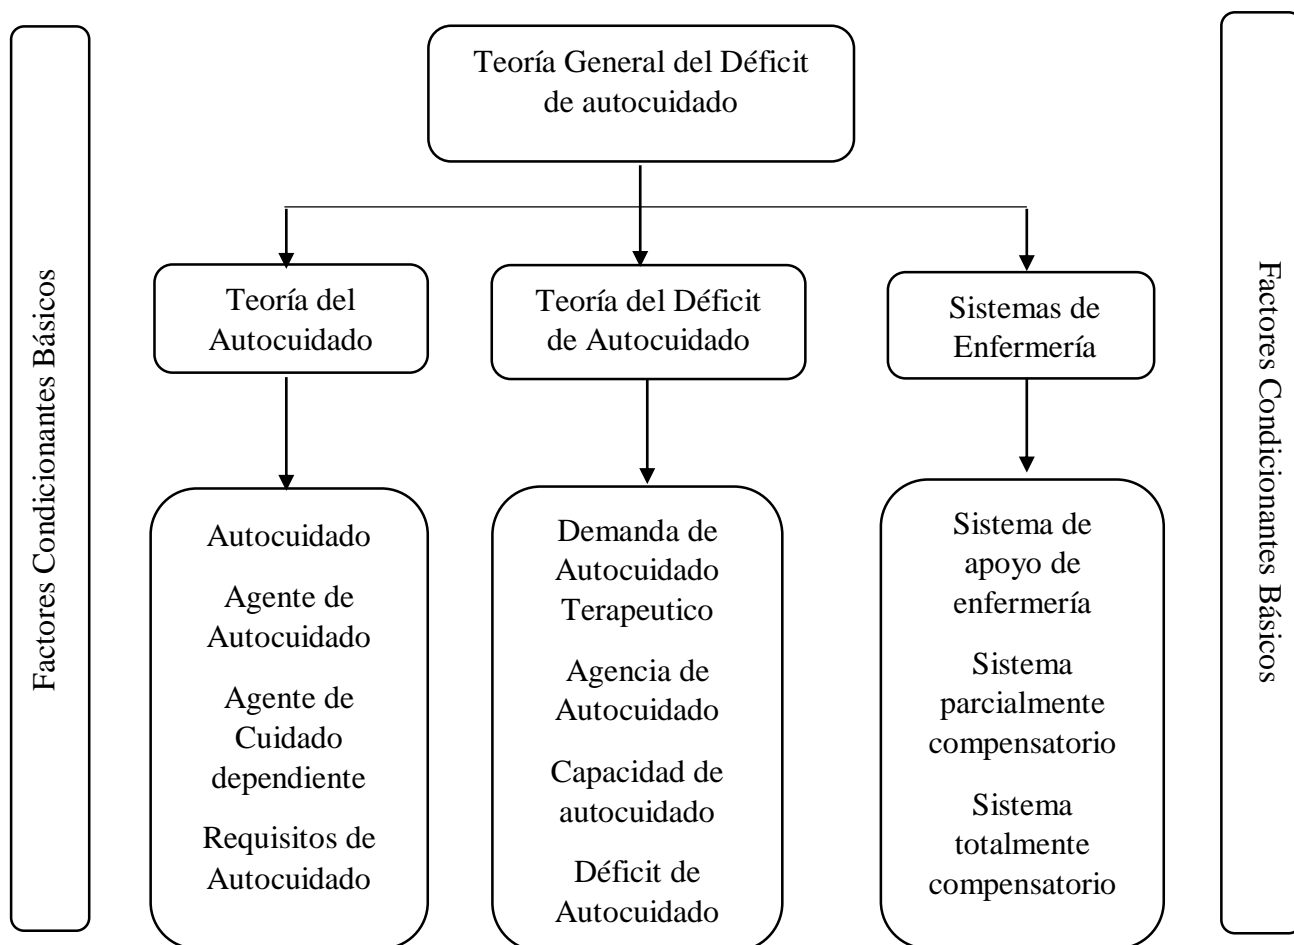 Factores Condicionantes Básicos
Teoría General del Déficit
de autocuidado
Teoría del
Autocuidado
Autocuidado
Agente de
Autocuidado
Agente de
Cuidado
dependiente
Requisitos de
Autocuidado
Teoría del Déficit
de Autocuidado
Demanda de
Autocuidado
Terapeutico
Agencia de
Autocuidado
Capacidad de
autocuidado
Déficit de
Autocuidado
Sistemas de
Enfermería
Sistema de
apoyo de
enfermería
Sistema
parcialmente
compensatorio
Sistema
totalmente
compensatorio
Factores Condicionantes Básicos